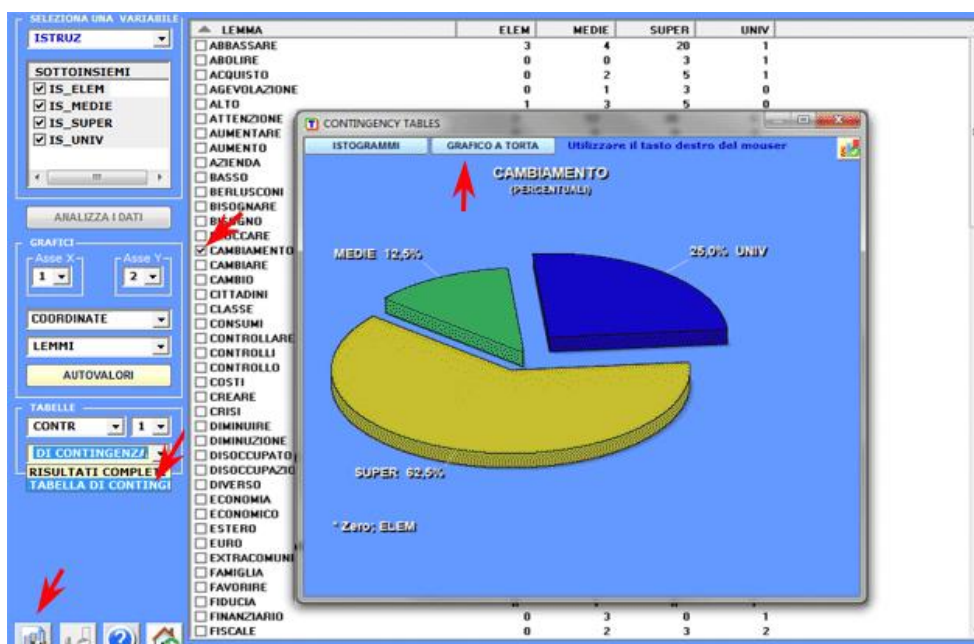 SELEZIONA UNA VARIABILE
ISTRUZ
SOTTOINSIEMI
IS_ELEM
IS_MEDIE
IS_SUPER
IS_UNIV
ANALIZZA I DATI
GRAFICI
Asse X
Asse Y
1
2
COORDINATE
LEMMI
AUTOVALORI
TABELLE
CONTR
1
DI CONTINGENZA
RISULTATI COMPLETI
TABELLA DI CONTINGI
LEMMA ELEM MEDIE SUPER UNIV
ABBASSARE 3 4 20 1
ABOLIRE 0 0 3 1
ACQUISTO 0 2 5 1
AGEVOLAZIONE 0 1 3 0
ALTO 1 3 5 0
ATTENZIONE
AUMENTARE
AUMENTO
AZIENDA
BASSO
BERLUSCONI
BISOGNARE
BISOGNO
CAMBIAMENTO
CAMBIARE
CAMBIO
CITTADINI
CLASSE
CONSUMI
CONTROLLARE
CONTROLLI
CONTROLLO
COSTI
CREARE
CRISI
DIMINUIRE
DIMINUZIONE
DISOCCUPATO
DISOCCUPAZIO
DIVERSO
ECONOMIA
ECONOMICO
ESTERO
EURO
EXTRACOMUNI
FAMIGLIA
FAVORIRE
FIDUCIA
FINANZIARIO 0 3 0 1
FISCALE 0 2 3 2
CONTINGENCY TABLES
ISTOGRAMMI GRAFICO A TORTA Utilizzare il tasto destro del mouser
CAMBIAMENTO
(PERCENTUALI)
MEDIE 12,5%
25,0% UNIV
SUPER 62,5%
* Zero; ELEM